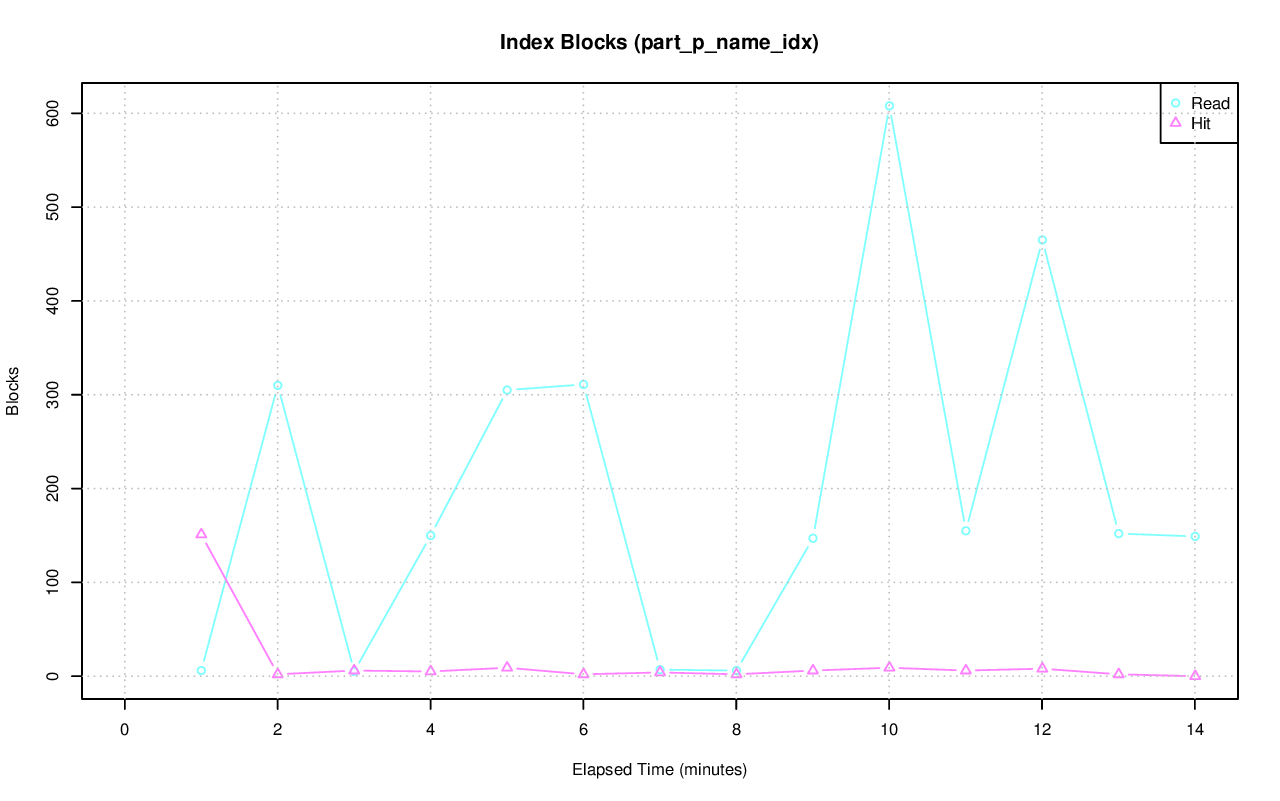 Index Blocks (part_p_name_idx)
Read
Hit
600
500
400
300
200
100
0
Blocks
0 2 4 6 8 10 12 14
Elapsed Time (minutes)